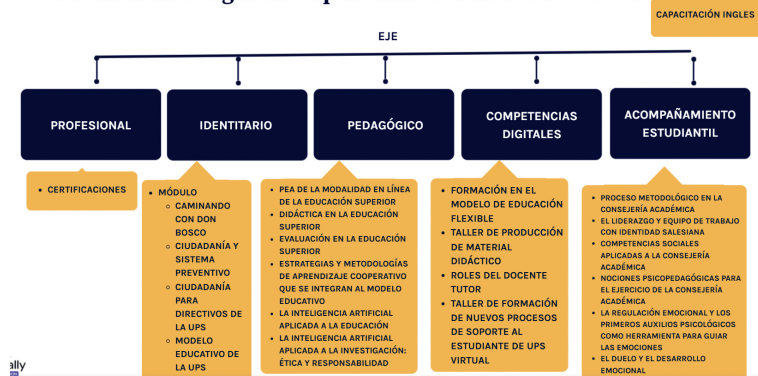 CAPACITACIÓN INGLES
EJE
PROFESIONAL
IDENTITARIO
PEDAGÓGICO
COMPETENCIAS
DIGITALES
ACOMPAÑAMIENTO
ESTUDIANTIL
• CERTIFICACIONES
• MÓDULO
○ CAMINANDO
CON DON
BOSCO
○ CIUDADANÍA Y
SISTEMA
PREVENTIVO
○ CIUDADANÍA
PARA
DIRECTIVOS DE
LA UPS
○ MODELO
EDUCATIVO DE
LA UPS
• PEA DE LA MODALIDAD EN LÍNEA
DE LA EDUCACIÓN SUPERIOR
• DIDÁCTICA EN LA EDUCACIÓN
SUPERIOR
• EVALUACIÓN EN LA EDUCACIÓN
SUPERIOR
• ESTRATEGIAS Y METODOLOGÍAS
DE APRENDIZAJE COOPERATIVO
QUE SE INTEGRAN AL MODELO
EDUCATIVO
• LA INTELIGENCIA ARTIFICIAL
APLICADA A LA EDUCACIÓN
• LA INTELIGENCIA ARTIFICIAL
APLICADA A LA INVESTIGACIÓN:
ÉTICA Y RESPONSABILIDAD
• FORMACIÓN EN EL
MODELO DE EDUCACIÓN
FLEXIBLE
• TALLER DE PRODUCCIÓN
DE MATERIAL
DIDÁCTICO
• ROLES DEL DOCENTE
TUTOR
• TALLER DE FORMACIÓN
DE NUEVOS PROCESOS
DE SOPORTE AL
ESTUDIANTE DE UPS
VIRTUAL
• PROCESO METODOLÓGICO EN LA
CONSEJERÍA ACADÉMICA
• EL LIDERAZGO Y EQUIPO DE TRABAJO
CON IDENTIDAD SALESIANA
• COMPETENCIAS SOCIALES
APLICADAS A LA CONSEJERÍA
ACADÉMICA
• NOCIONES PSICOPEDAGÓGICAS PARA
EL EJERCICIO DE LA CONSEJERÍA
ACADÉMICA
• LA REGULACIÓN EMOCIONAL Y LOS
PRIMEROS AUXILIOS PSICOLÓGICOS
COMO HERRAMIENTA PARA GUIAR
LAS EMOCIONES
• EL DUELO Y EL DESARROLLO
EMOCIONAL
ally